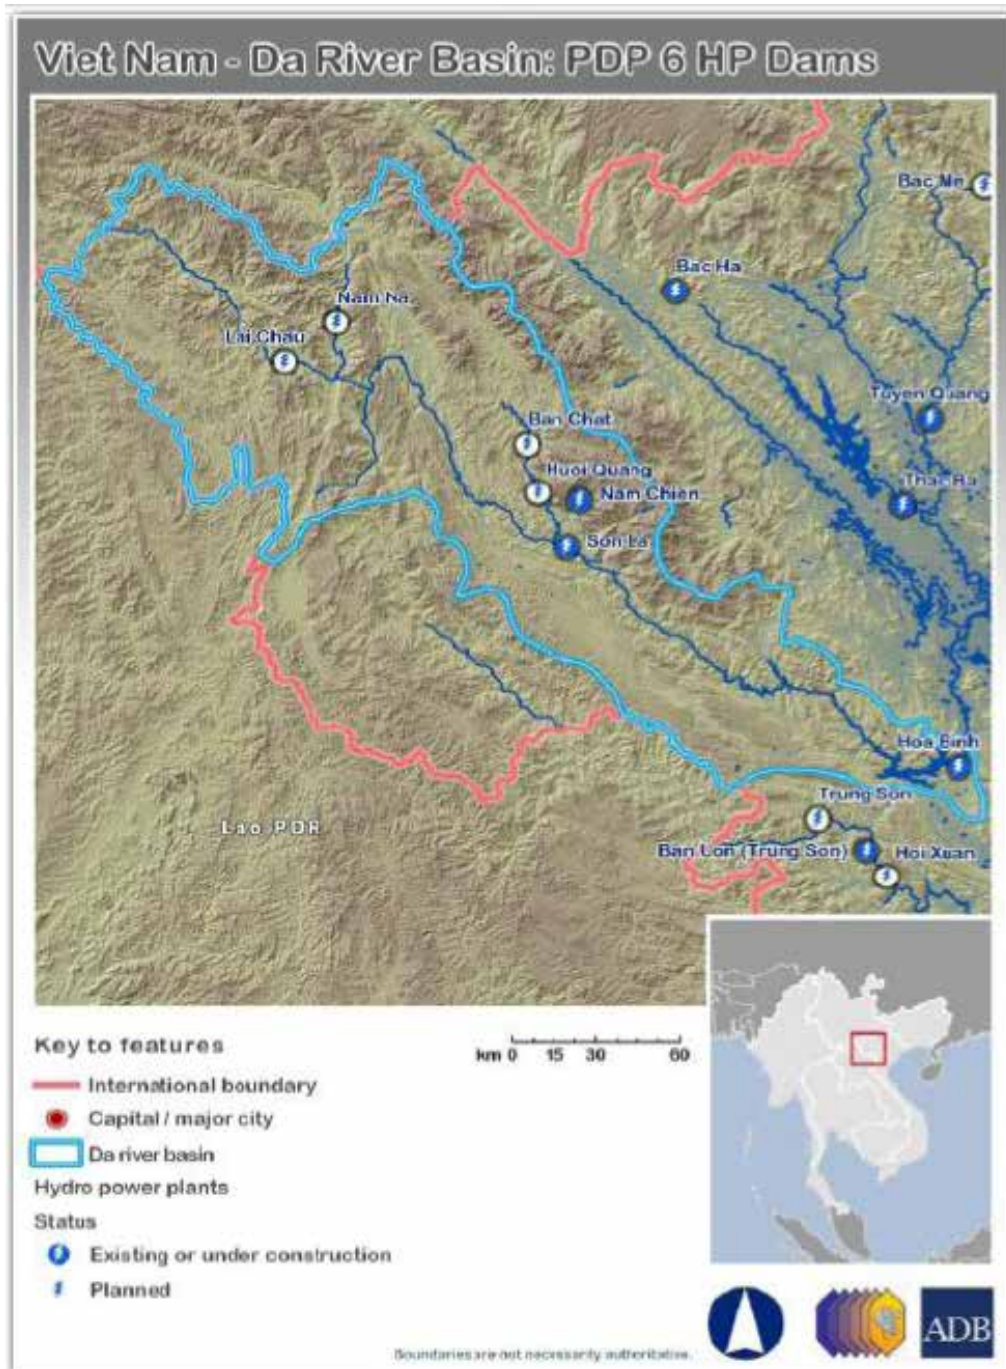 Viet Nam - Da River Basin: PDP 6 HP Dams
Bac Me
Bac Ha
Nam Na
Lai Chau
Tuyen Quang
Ban Chat
Huoi Quang
Nam Chien
Thac Ba
Son La
Hoa Binh
Trung Son
Lao PDR
Ban Uon (Trung Son)
Hoi Xuan
Key to features
km 0 15 30 60
International boundary
Capital / major city
Da river basin
Hydro power plants
Status
Existing or under construction
Planned
ADB
Boundaries are not necessarily authoritative.